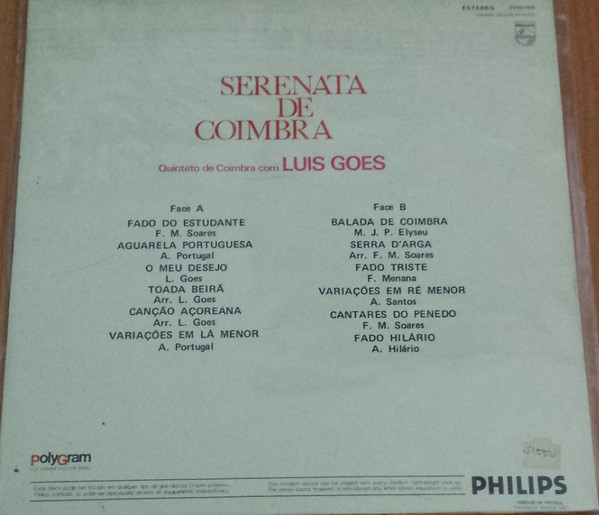 ESTEREO
SERENATA
DE
COIMBRA
Quinteto de Coimbra com LUIS GOES
Face A
FADO DO ESTUDANTE
F. M. Soares
AGUARELA PORTUGUESA
A. Portugal
O MEU DESEJO
L. Goes
TOADA BEIRÃ
Arr. L. Goes
CANÇÃO AÇOREANA
Arr. L. Goes
VARIAÇÕES EM LÁ MENOR
A. Portugal
Face B
BALADA DE COIMBRA
M. J. P. Elyseu
SERRA D'ARGA
Arr. F. M. Soares
FADO TRISTE
F. Menana
VARIAÇÕES EM RÉ MENOR
A. Santos
CANTARES DO PENEDO
F. M. Soares
FADO HILÁRIO
A. Hilário
polyGram
PHILIPS